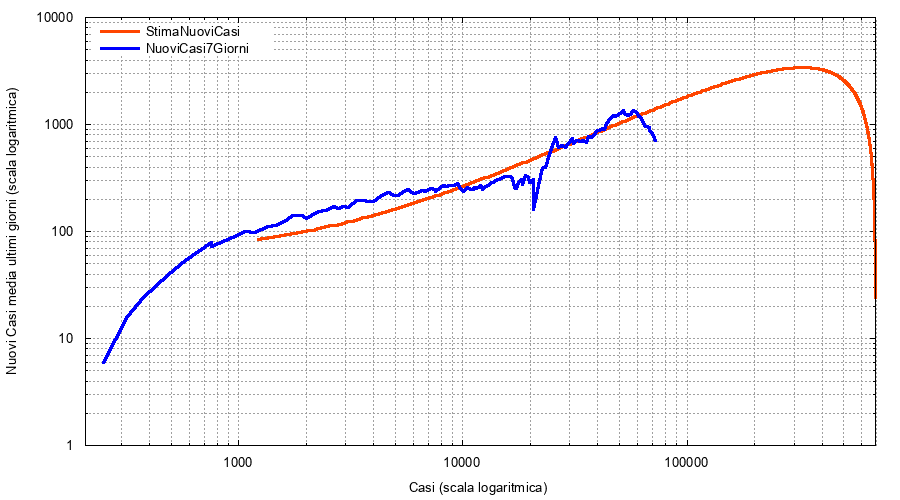 10000
StimaNuoviCasi
NuoviCasi7Giorni
1000
100
10
1
Nuovi Casi media ultimi giorni (scala logaritmica)
1000
10000
100000
Casi (scala logaritmica)